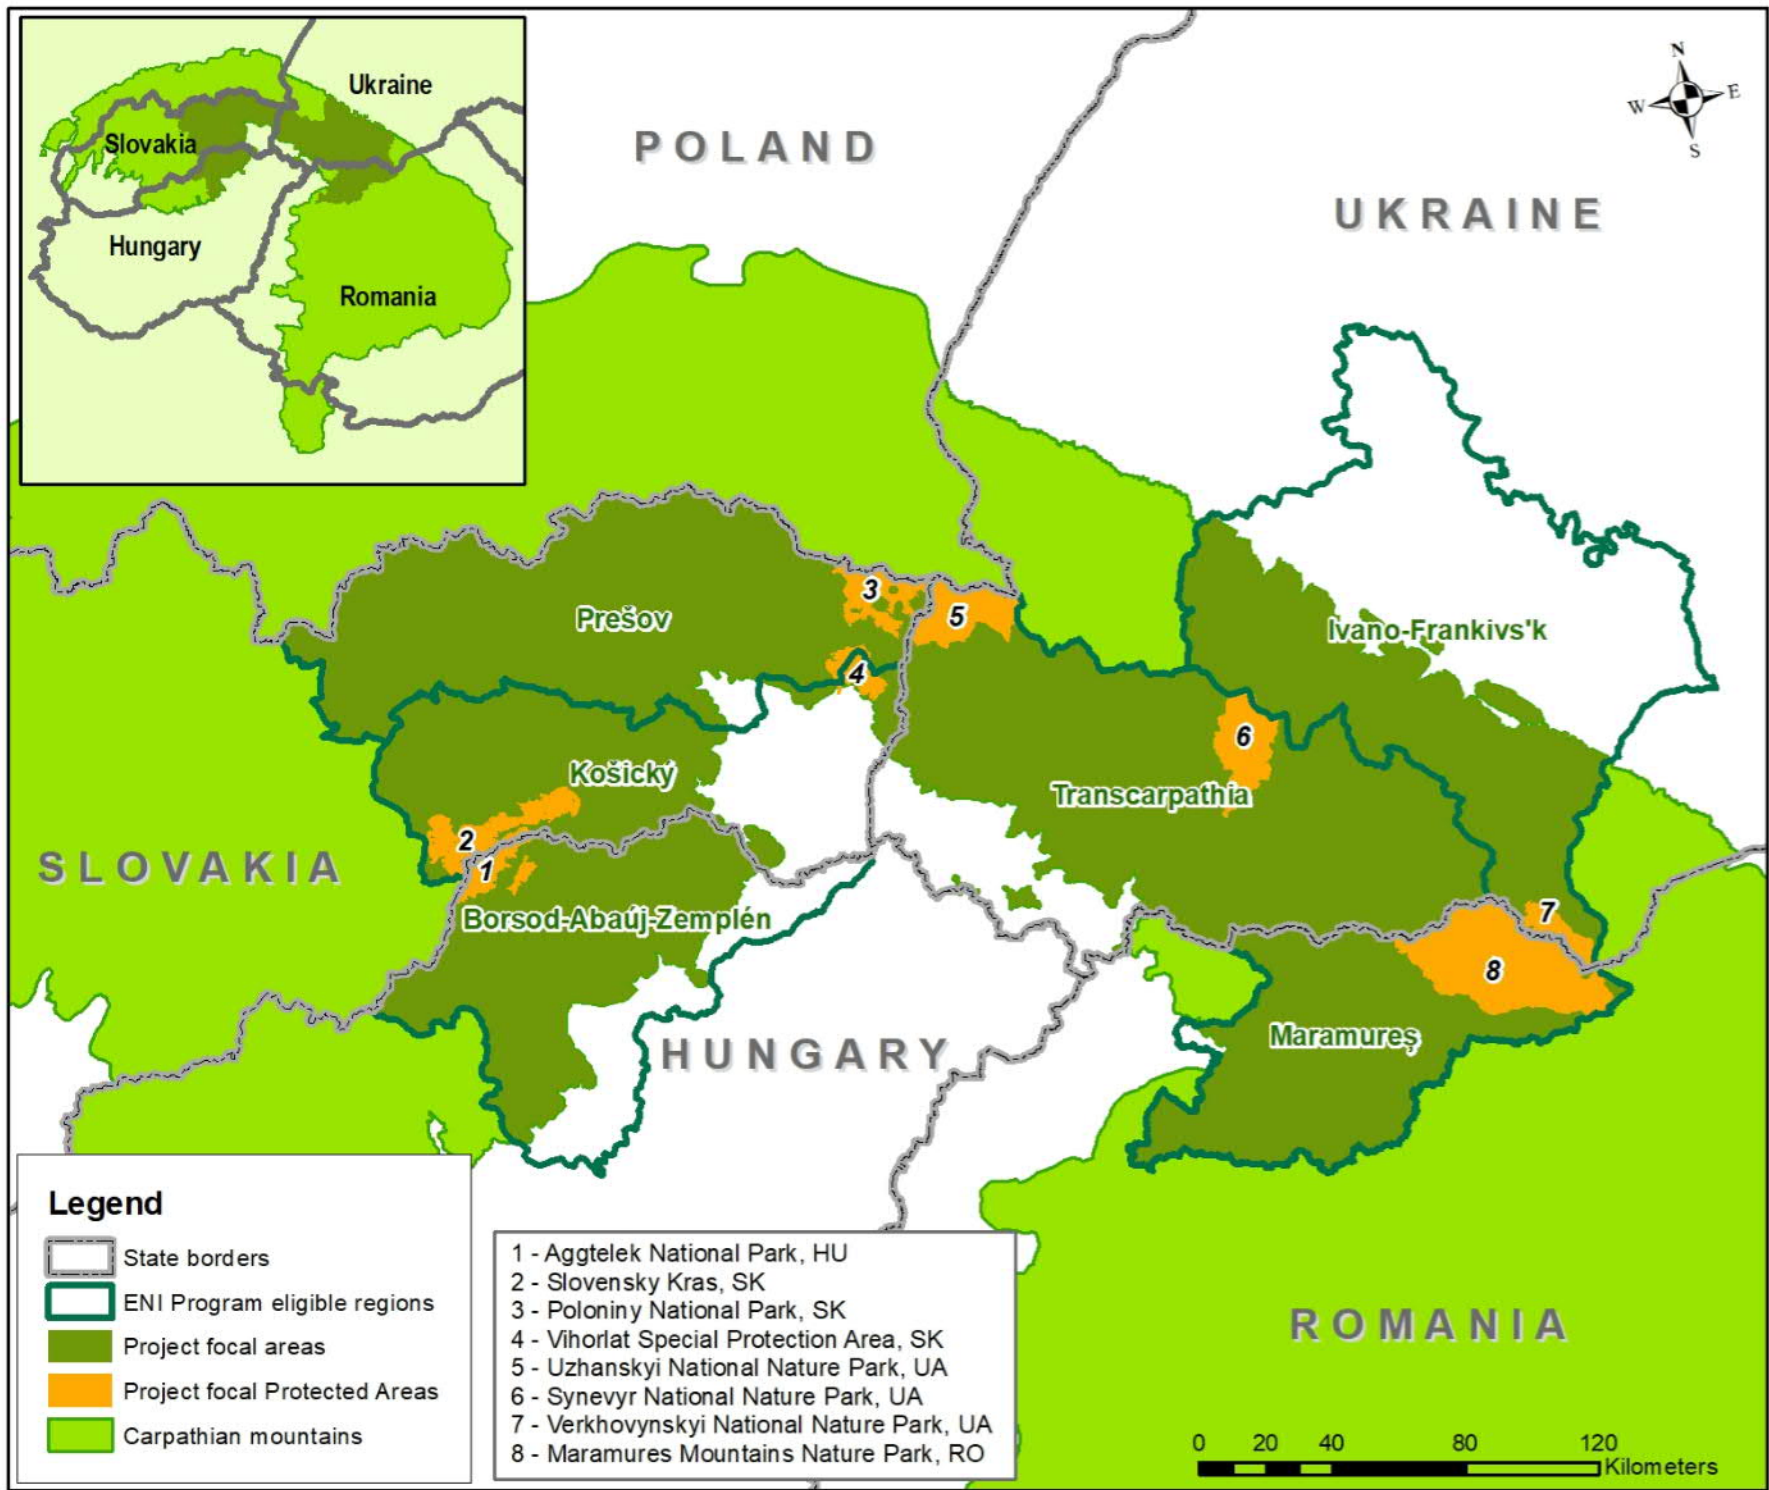 Ukraine
Slovakia
Hungary
Romania
N
W E
S
POLAND
UKRAINE
3
5
Prešov
Ivano-Frankivs'k
4
6
Košický
Transcarpathia
2
SLOVAKIA
1
Borsod-Abaúj-Zemplén
7
8
Maramureş
HUNGARY
ROMANIA
Legend
State borders
ENI Program eligible regions
Project focal areas
Project focal Protected Areas
Carpathian mountains
1 - Aggtelek National Park, HU
2 - Slovensky Kras, SK
3 - Poloniny National Park, SK
4 - Vihorlat Special Protection Area, SK
5 - Uzhanskyi National Nature Park, UA
6 - Synevyr National Nature Park, UA
7 - Verkhovynskyi National Nature Park, UA
8 - Maramures Mountains Nature Park, RO
0 20 40 80 120
Kilometers